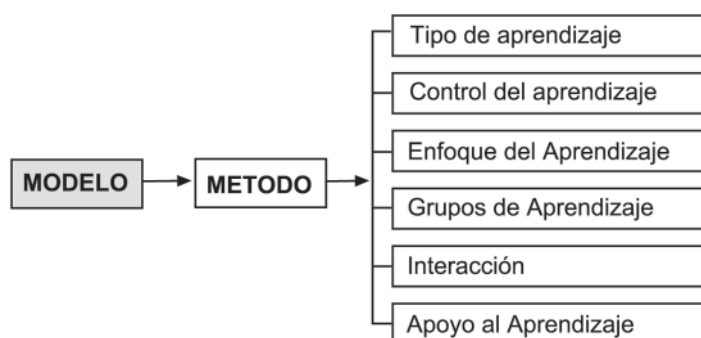 Tipo de aprendizaje
Control del aprendizaje
Enfoque del Aprendizaje
MODELO
METODO
Grupos de Aprendizaje
Interacción
Apoyo al Aprendizaje